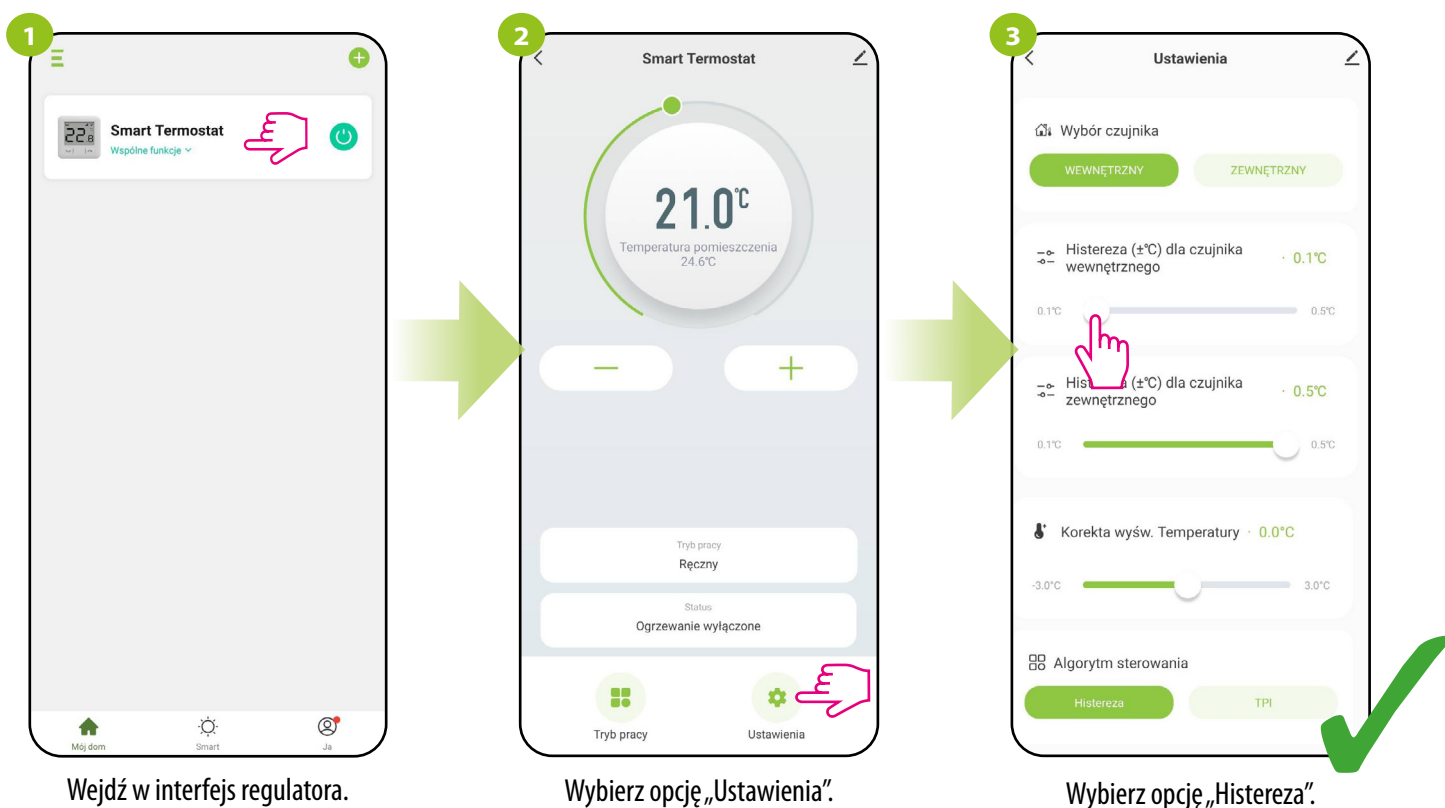 1
Smart Termostat
Wspólne funkcje
Mój dom
Smart
Ja
Wejdź w interfejs regulatora.
2
Smart Termostat
21.0°C
Temperatura pomieszczenia
24.6°C
Tryb pracy
Ręczny
Status
Ogrzewanie wyłączone
Tryb pracy
Ustawienia
Wybierz opcję „Ustawienia”.
3
Ustawienia
Wybór czujnika
WEWNĘTRZNY
ZEWNĘTRZNY
Histereza (±°C) dla czujnika
wewnętrznego
· 0.1°C
0.1°C
0.5°C
(±°C) dla czujnika
zewnętrznego
· 0.5°C
0.1°C
0.5°C
Korekta wyśw. Temperatury · 0.0°C
-3.0°C
3.0°C
Algorytm sterowania
Histereza
TPI
Wybierz opcję „Histereza”.